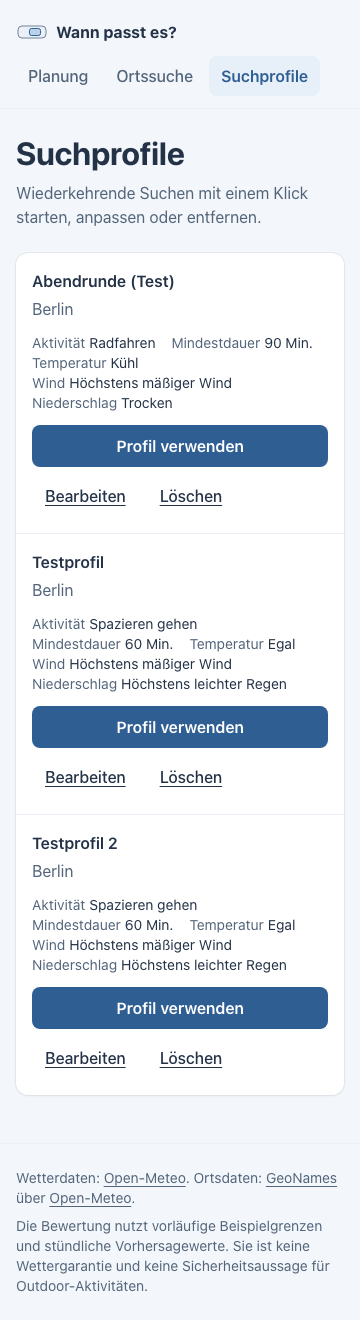 Wann passt es?
Planung Ortssuche Suchprofile
Suchprofile
Wiederkehrende Suchen mit einem Klick
starten, anpassen oder entfernen.
Abendrunde (Test)
Berlin
Aktivität Radfahren Mindestdauer 90 Min.
Temperatur Kühl
Wind Höchstens mäßiger Wind
Niederschlag Trocken
Profil verwenden
Bearbeiten Löschen
Testprofil
Berlin
Aktivität Spazieren gehen
Mindestdauer 60 Min. Temperatur Egal
Wind Höchstens mäßiger Wind
Niederschlag Höchstens leichter Regen
Profil verwenden
Bearbeiten Löschen
Testprofil 2
Berlin
Aktivität Spazieren gehen
Mindestdauer 60 Min. Temperatur Egal
Wind Höchstens mäßiger Wind
Niederschlag Höchstens leichter Regen
Profil verwenden
Bearbeiten Löschen
Wetterdaten: Open-Meteo. Ortsdaten: GeoNames
über Open-Meteo.
Die Bewertung nutzt vorläufige Beispielgrenzen
und stündliche Vorhersagewerte. Sie ist keine
Wettergarantie und keine Sicherheitsaussage für
Outdoor-Aktivitäten.